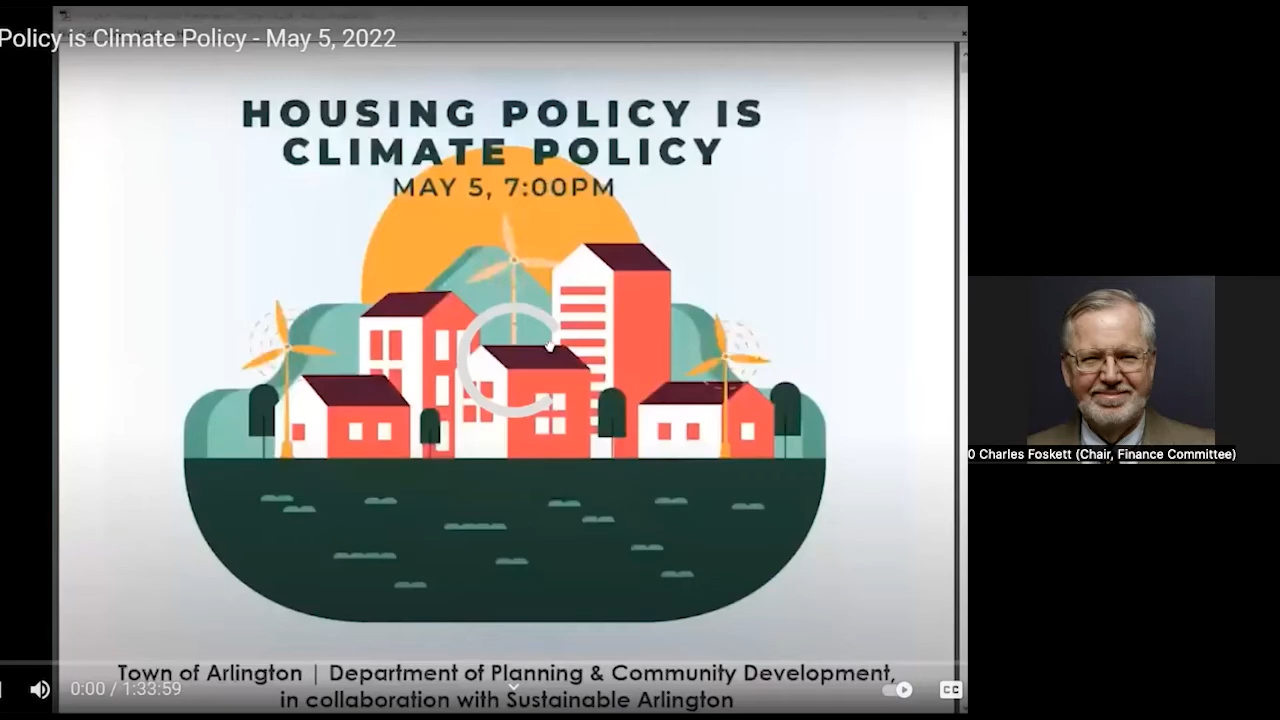 Policy is Climate Policy - May 5, 2022
HOUSING POLICY IS
CLIMATE POLICY
MAY 5, 7:00PM
0 Charles Foskett (Chair, Finance Committee)
Town of Arlington | Department of Planning & Community Development,
in collaboration with Sustainable Arlington
0:00 / 1:33:59
CC